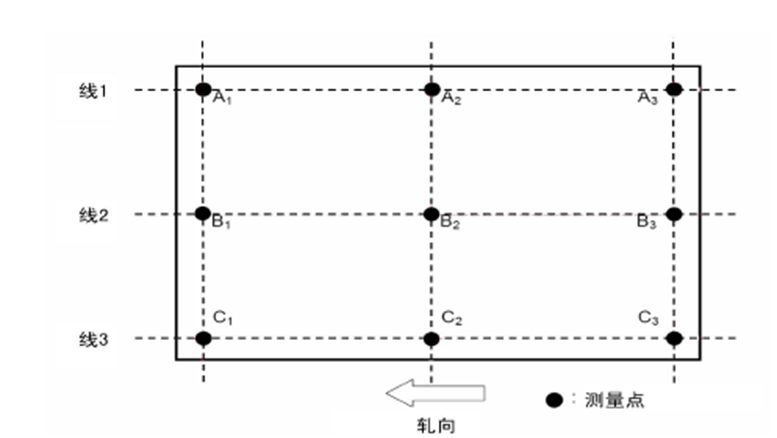 线1 A₁ A₂ A₃
线2 B₁ B₂ B₃
C₁ C₂ C₃
线3
：测量点
轧向